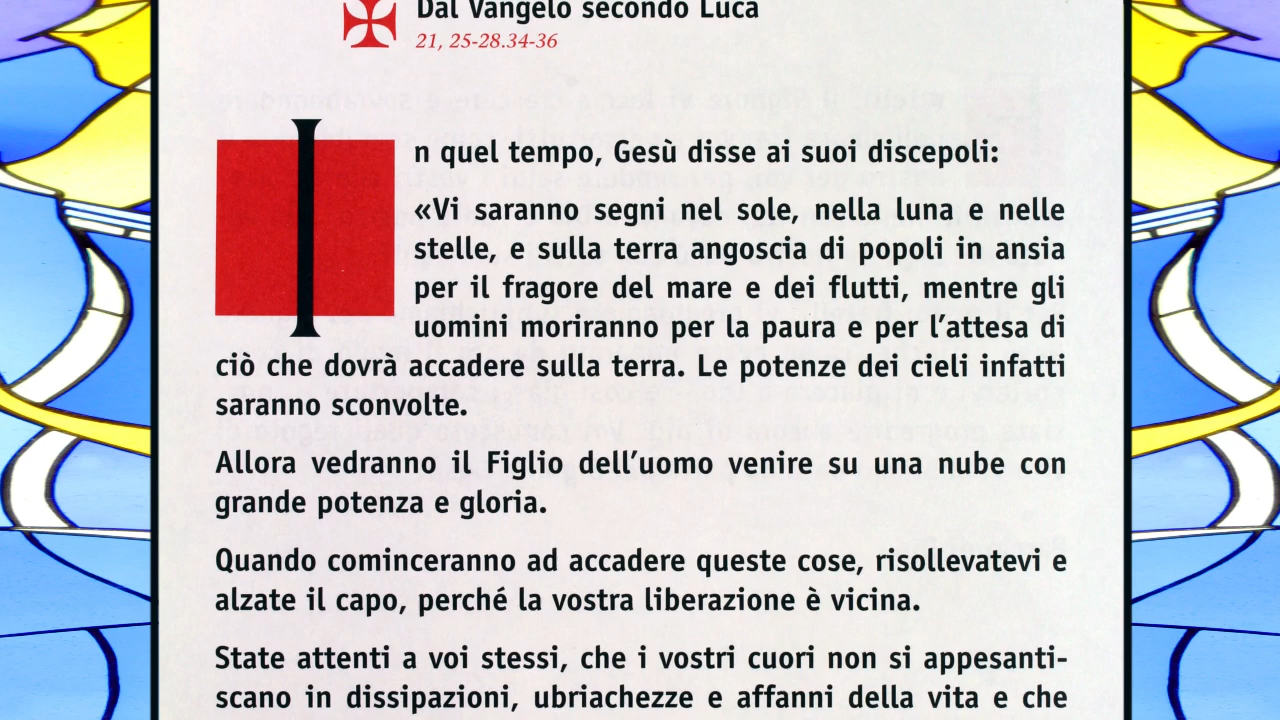 Dal Vangelo secondo Luca
21, 25-28.34-36
In quel tempo, Gesù disse ai suoi discepoli:
«Vi saranno segni nel sole, nella luna e nelle
stelle, e sulla terra angoscia di popoli in ansia
per il fragore del mare e dei flutti, mentre gli
uomini moriranno per la paura e per l’attesa di
ciò che dovrà accadere sulla terra. Le potenze dei cieli infatti
saranno sconvolte.
Allora vedranno il Figlio dell’uomo venire su una nube con
grande potenza e gloria.
Quando cominceranno ad accadere queste cose, risollevatevi e
alzate il capo, perché la vostra liberazione è vicina.
State attenti a voi stessi, che i vostri cuori non si appesanti-
scano in dissipazioni, ubriachezze e affanni della vita e che